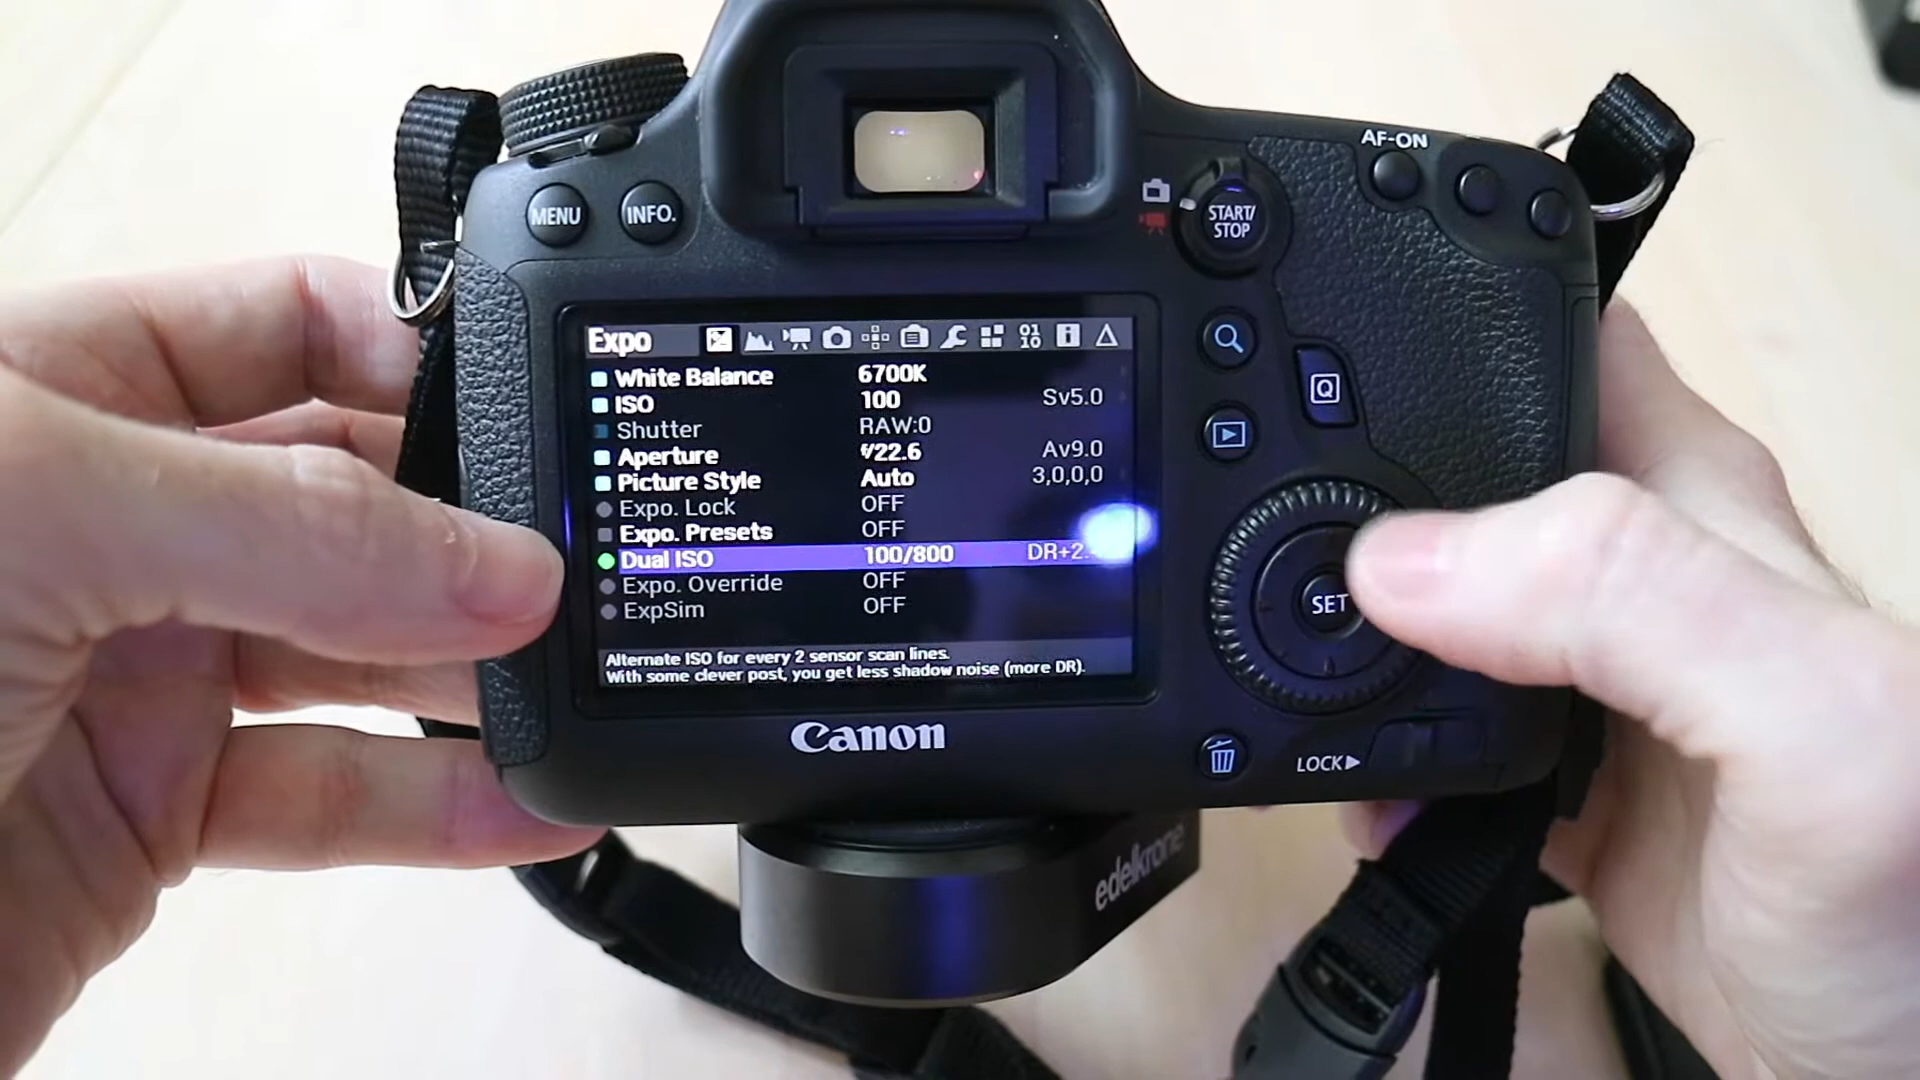 AF-ON
MENU
INFO.
START/
STOP
Expo
01
10
White Balance 6700K
ISO 100 Sv5.0
Shutter RAW:0
Aperture f/22.6 Av9.0
Picture Style Auto 3,0,0,0
Expo. Lock OFF
Expo. Presets OFF
Dual ISO 100/800
Expo. Override OFF
ExpSim OFF
Alternate ISO for every 2 sensor scan lines.
With some clever post, you get less shadow noise (more DR).
Q
SET
Canon
LOCK
edelkrone